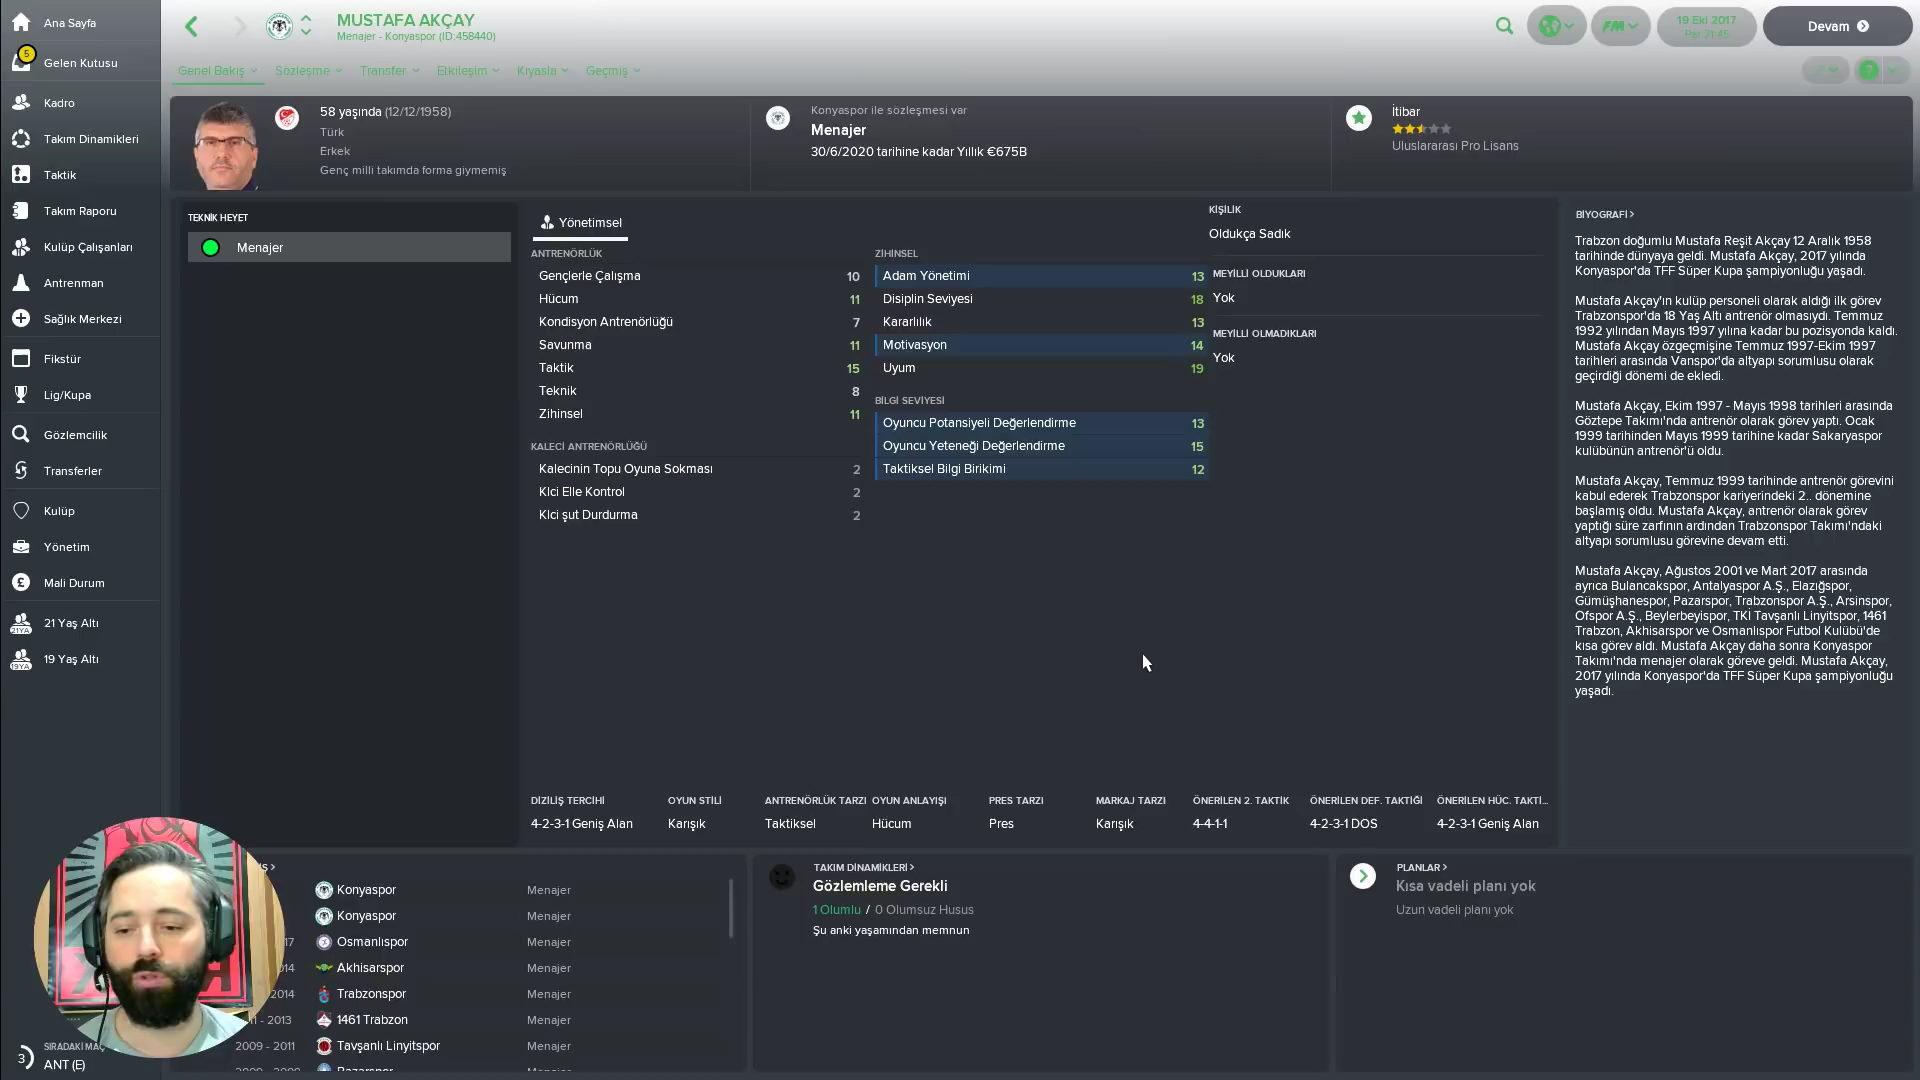 Ana Sayfa
5
Gelen Kutusu
Kadro
Takım Dinamikleri
Taktik
Takım Raporu
Kulüp Çalışanları
Antrenman
Sağlık Merkezi
Fikstür
Lig/Kupa
Gözlemcilik
Transferler
Kulüp
Yönetim
Mali Durum
21 Yaş Altı
19 Yaş Altı
SIRADAKİ MAÇ
3
ANT (E)
MUSTAFA AKÇAY
Menajer - Konyaspor (ID:458440)
FM
19 Eki 2017
Per 21:45
Devam
Genel Bakış
Sözleşme
Transfer
Etkileşim
Kıyasla
Geçmiş
58 yaşında (12/12/1958)
Türk
Erkek
Genç milli takımda forma giymemiş
Konyaspor ile sözleşmesi var
Menajer
30/6/2020 tarihine kadar Yıllık €675B
İtibar
Uluslararası Pro Lisans
TEKNİK HEYET
Menajer
Yönetimsel
ANTRENÖRLÜK
Gençlerle Çalışma 10
Hücum 11
Kondisyon Antrenörlüğü 7
Savunma 11
Taktik 15
Teknik 8
Zihinsel 11
KALECİ ANTRENÖRLÜĞÜ
Kalecinin Topu Oyuna Sokması 2
Klci Elle Kontrol 2
Klci şut Durdurma 2
ZİHİNSEL
Adam Yönetimi 13
Disiplin Seviyesi 18
Kararlılık 13
Motivasyon 14
Uyum 19
BİLGİ SEVİYESİ
Oyuncu Potansiyeli Değerlendirme 13
Oyuncu Yeteneği Değerlendirme 15
Taktiksel Bilgi Birikimi 12
KİŞİLİK
Oldukça Sadık
MEYİLLİ OLDUKLARI
Yok
MEYİLLİ OLMADIKLARI
Yok
DİZİLİŞ TERCİHİ
4-2-3-1 Geniş Alan
OYUN STİLİ
Karışık
ANTRENÖRLÜK TARZI
Taktiksel
OYUN ANLAYIŞI
Hücum
PRES TARZI
Pres
MARKAJ TARZI
Karışık
ÖNERİLEN 2. TAKTİK
4-4-1-1
ÖNERİLEN DEF. TAKTİĞİ
4-2-3-1 DOS
ÖNERİLEN HÜC. TAKTİ...
4-2-3-1 Geniş Alan
BİYOGRAFİ >
Trabzon doğumlu Mustafa Reşit Akçay 12 Aralık 1958
tarihinde dünyaya geldi. Mustafa Akçay, 2017 yılında
Konyaspor'da TFF Süper Kupa şampiyonluğu yaşadı.
Mustafa Akçay'ın kulüp personeli olarak aldığı ilk görev
Trabzonspor'da 18 Yaş Altı antrenör olmasıydı. Temmuz
1992 yılından Mayıs 1997 yılına kadar bu pozisyonda kaldı.
Mustafa Akçay özgeçmişine Temmuz 1997-Ekim 1997
tarihleri arasında Vanspor'da altyapı sorumlusu olarak
geçirdiği dönemi de ekledi.
Mustafa Akçay, Ekim 1997 - Mayıs 1998 tarihleri arasında
Göztepe Takımı'nda antrenör olarak görev yaptı. Ocak
1999 tarihinden Mayıs 1999 tarihine kadar Sakaryaspor
kulübünün antrenör'ü oldu.
Mustafa Akçay, Temmuz 1999 tarihinde antrenör görevini
kabul ederek Trabzonspor kariyerindeki 2.. dönemine
başlamış oldu. Mustafa Akçay, antrenör olarak görev
yaptığı süre zarfının ardından Trabzonspor Takımı'ndaki
altyapı sorumlusu görevine devam etti.
Mustafa Akçay, Ağustos 2001 ve Mart 2017 arasında
ayrıca Bulancakspor, Antalyaspor A.Ş., Elazığspor,
Gümüşhanespor, Pazarspor, Trabzonspor A.Ş., Arsinspor,
Ofspor A.Ş., Beylerbeyispor, TKİ Tavşanlı Linyitspor, 1461
Trabzon, Akhisarspor ve Osmanlıspor Futbol Kulübü'de
kısa görev aldı. Mustafa Akçay daha sonra Konyaspor
Takımı'nda menajer olarak göreve geldi. Mustafa Akçay,
2017 yılında Konyaspor'da TFF Süper Kupa şampiyonluğu
yaşadı.
Konyaspor Menajer
Konyaspor Menajer
17 Osmanlıspor Menajer
014 Akhisarspor Menajer
2014 Trabzonspor Menajer
11 - 2013 1461 Trabzon Menajer
2009 - 2011 Tavşanlı Linyitspor Menajer
TAKIM DİNAMİKLERİ >
Gözlemleme Gerekli
1 Olumlu / 0 Olumsuz Husus
Şu anki yaşamından memnun
PLANLAR >
Kısa vadeli planı yok
Uzun vadeli planı yok